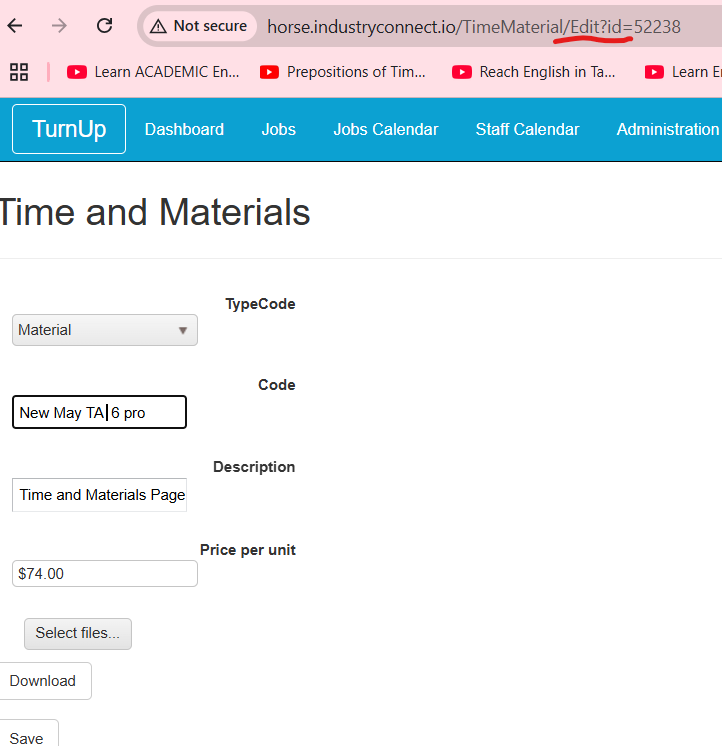 Not secure horse.industryconnect.io/TimeMaterial/Edit?id=52238
Learn ACADEMIC En... Prepositions of Tim... Reach English in Ta... Learn E
TurnUp Dashboard Jobs Jobs Calendar Staff Calendar Administration
Time and Materials
TypeCode
Material
Code
New May TA 6 pro
Description
Time and Materials Page
Price per unit
$74.00
Select files...
Download
Save